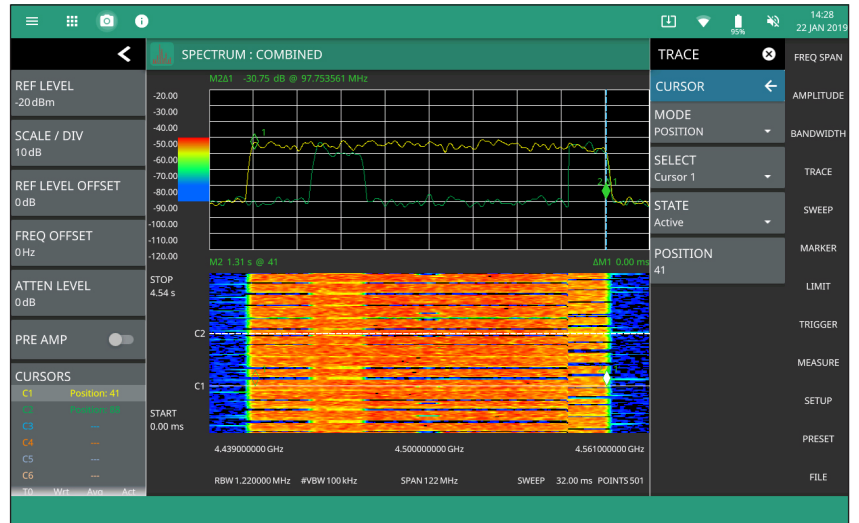 14:28
95%
22 JAN 2019
REF LEVEL
-20 dBm
SCALE / DIV
10 dB
REF LEVEL OFFSET
0 dB
FREQ OFFSET
0 Hz
ATTEN LEVEL
0 dB
PRE AMP
CURSORS
C1 Position: 41
C2
C3 ---
C4 ---
C5 ---
C6 ---
T0 Wrt Avg Act
SPECTRUM : COMBINED
M2Δ1 -30.75 dB @ 97.753561 MHz
-20.00
-30.00
-40.00
-50.00
-60.00
-70.00
-80.00
-90.00
-100.00
-110.00
-120.00
1
2
1
M2 1.31 s @ 41 ΔM1 0.00 ms
STOP
4.54 s
C2
C1
START
0.00 ms
4.439000000 GHz 4.500000000 GHz 4.561000000 GHz
RBW 1.220000 MHz #VBW 100 kHz SPAN 122 MHz SWEEP 32.00 ms POINTS 501
TRACE
CURSOR
MODE
POSITION
SELECT
Cursor 1
STATE
Active
POSITION
41
FREQ SPAN
AMPLITUDE
BANDWIDTH
TRACE
SWEEP
MARKER
LIMIT
TRIGGER
MEASURE
SETUP
PRESET
FILE